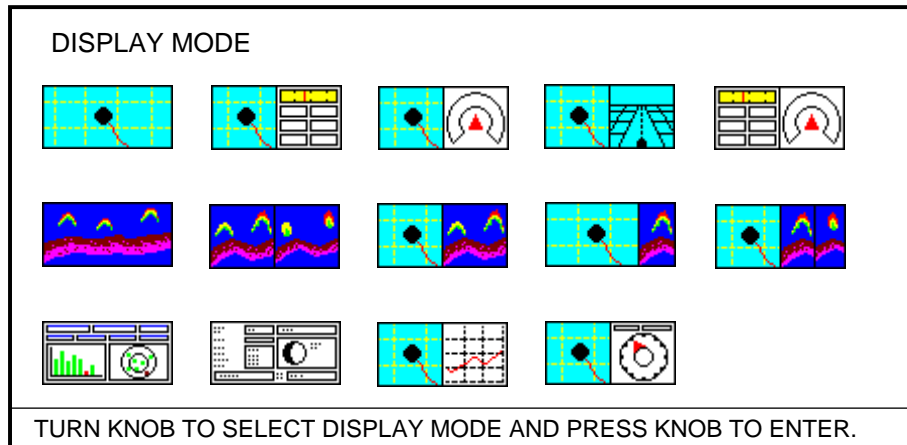 DISPLAY MODE
TURN KNOB TO SELECT DISPLAY MODE AND PRESS KNOB TO ENTER.